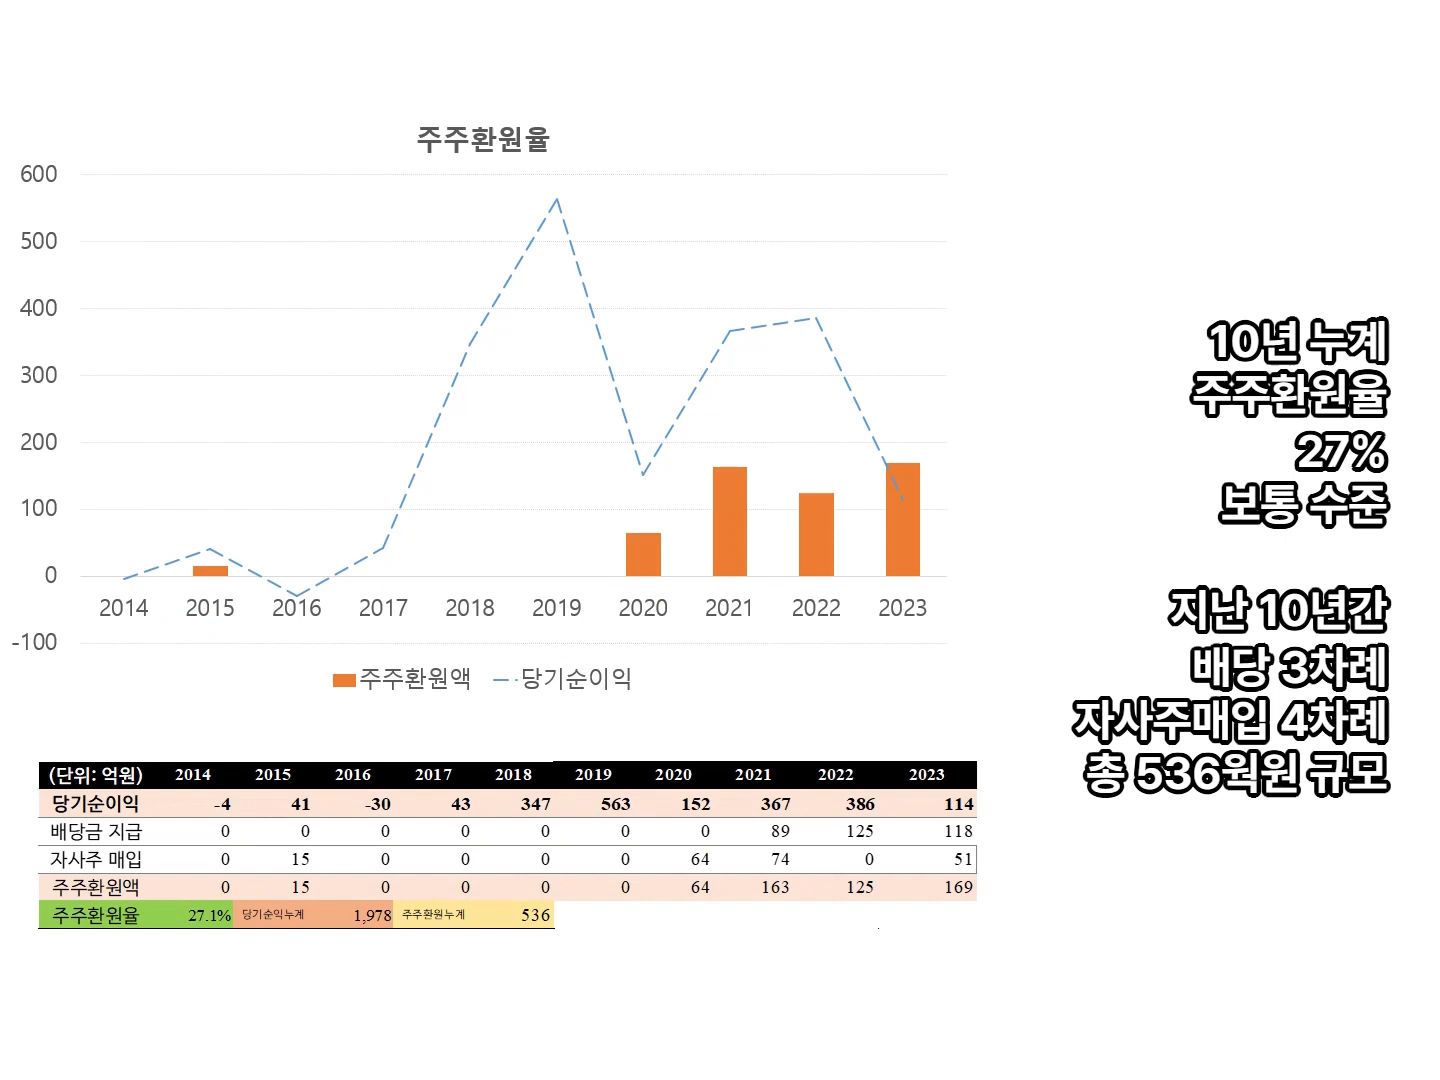 주주환원율
600
500
400
300
200
100
0
-100
2014 2015 2016 2017 2018 2019 2020 2021 2022 2023
주주환원액 당기순이익
10년 누계
주주환원율
27%
보통 수준
지난 10년간
배당 3차례
자사주매입 4차례
총 536웍원 규모
(단위: 억원) 2014 2015 2016 2017 2018 2019 2020 2021 2022 2023
당기순이익 -4 41 -30 43 347 563 152 367 386 114
배당금 지급 0 0 0 0 0 0 0 89 125 118
자사주 매입 0 15 0 0 0 0 64 74 0 51
주주환원액 0 15 0 0 0 0 64 163 125 169
주주환원율 27.1% 당기순익누계 1,978 주주환원누계 536